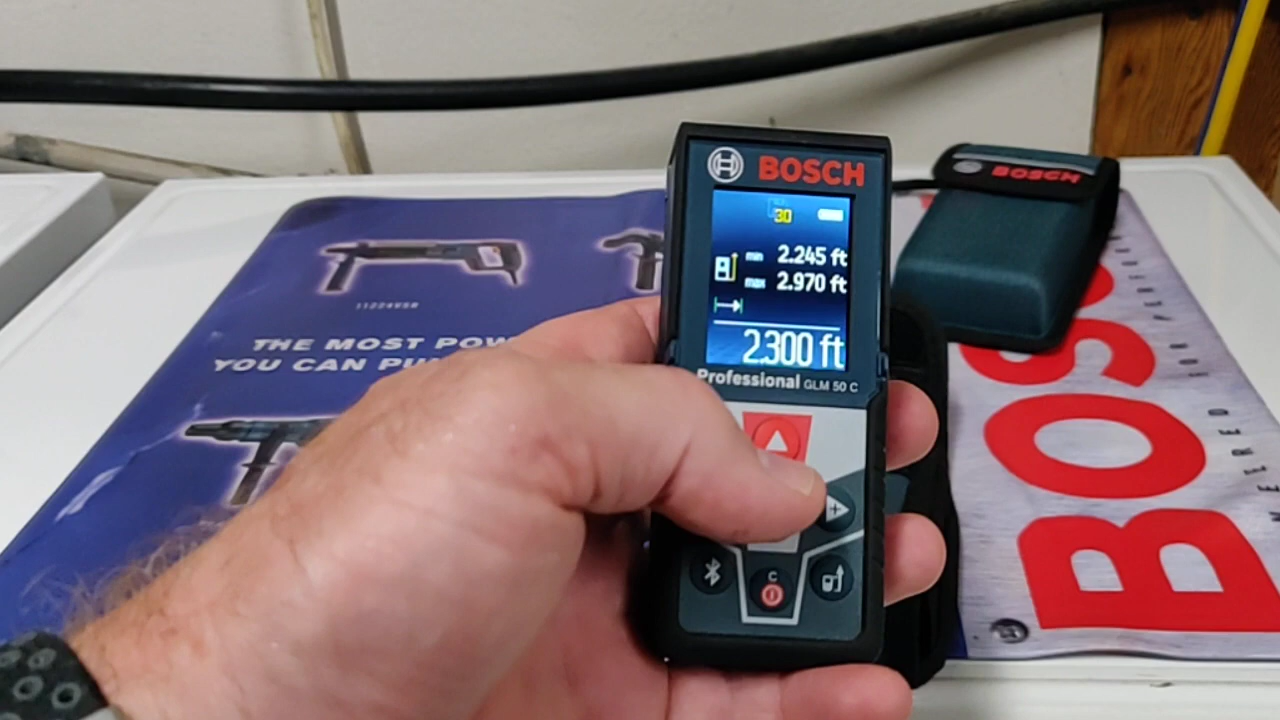 BOSCH
30
min 2.245 ft
max 2.970 ft
2.300 ft
Professional GLM 50 C
C
BOSCH
11224VSR
THE MOST POW
YOU CAN PU
BOS